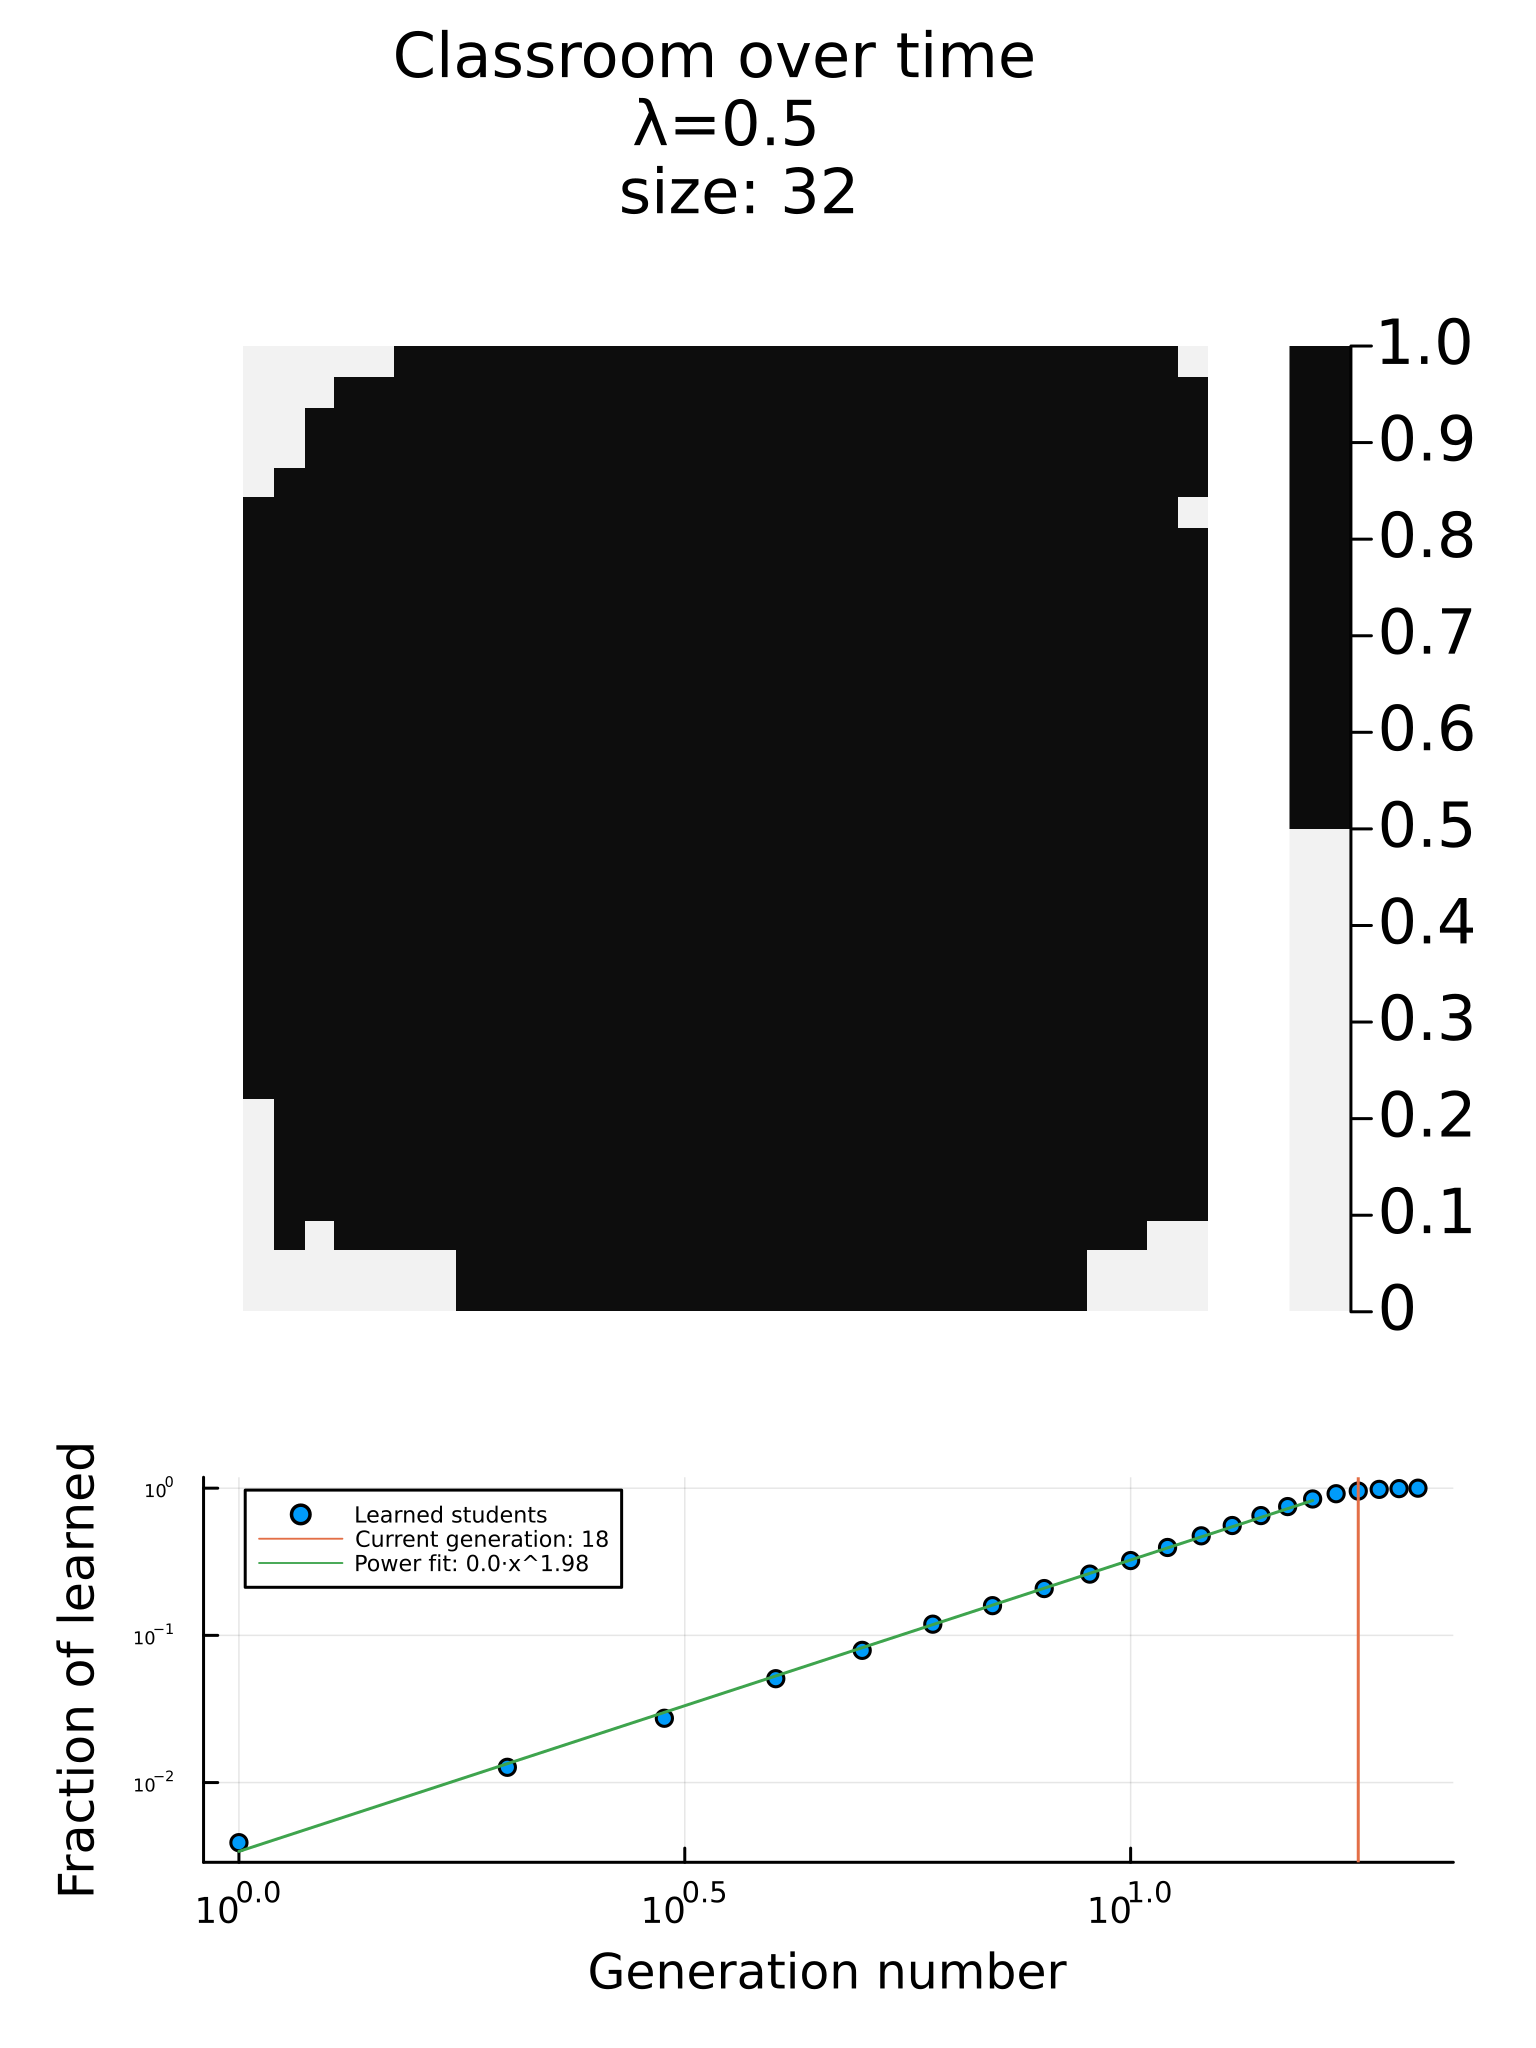 Classroom over time
λ=0.5
size: 32
1.0
0.9
0.8
0.7
0.6
0.5
0.4
0.3
0.2
0.1
0
Fraction of learned
10^0
10^-1
10^-2
Learned students
Current generation: 18
Power fit: 0.0·x^1.98
10^0.0
10^0.5
10^1.0
Generation number